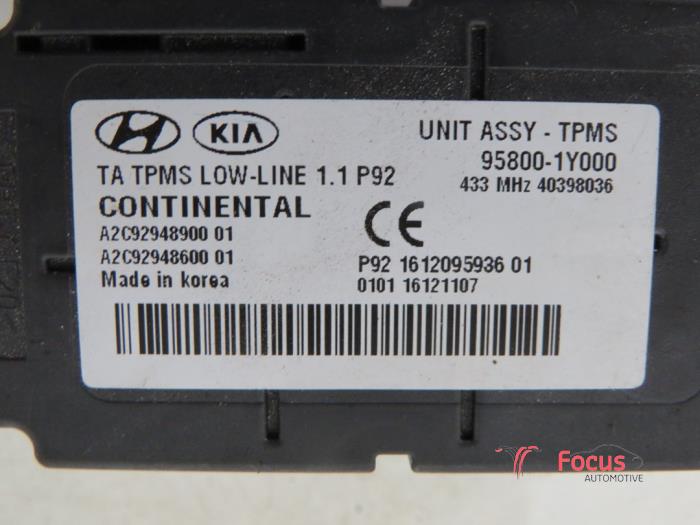 KIA
UNIT ASSY - TPMS
TA TPMS LOW-LINE 1.1 P92
95800-1Y000
433 MHz 40398036
CONTINENTAL
CE
A2C92948900 01
A2C92948600 01
P92 1612095936 01
Made in korea
0101 16121107
Focus
AUTOMOTIVE